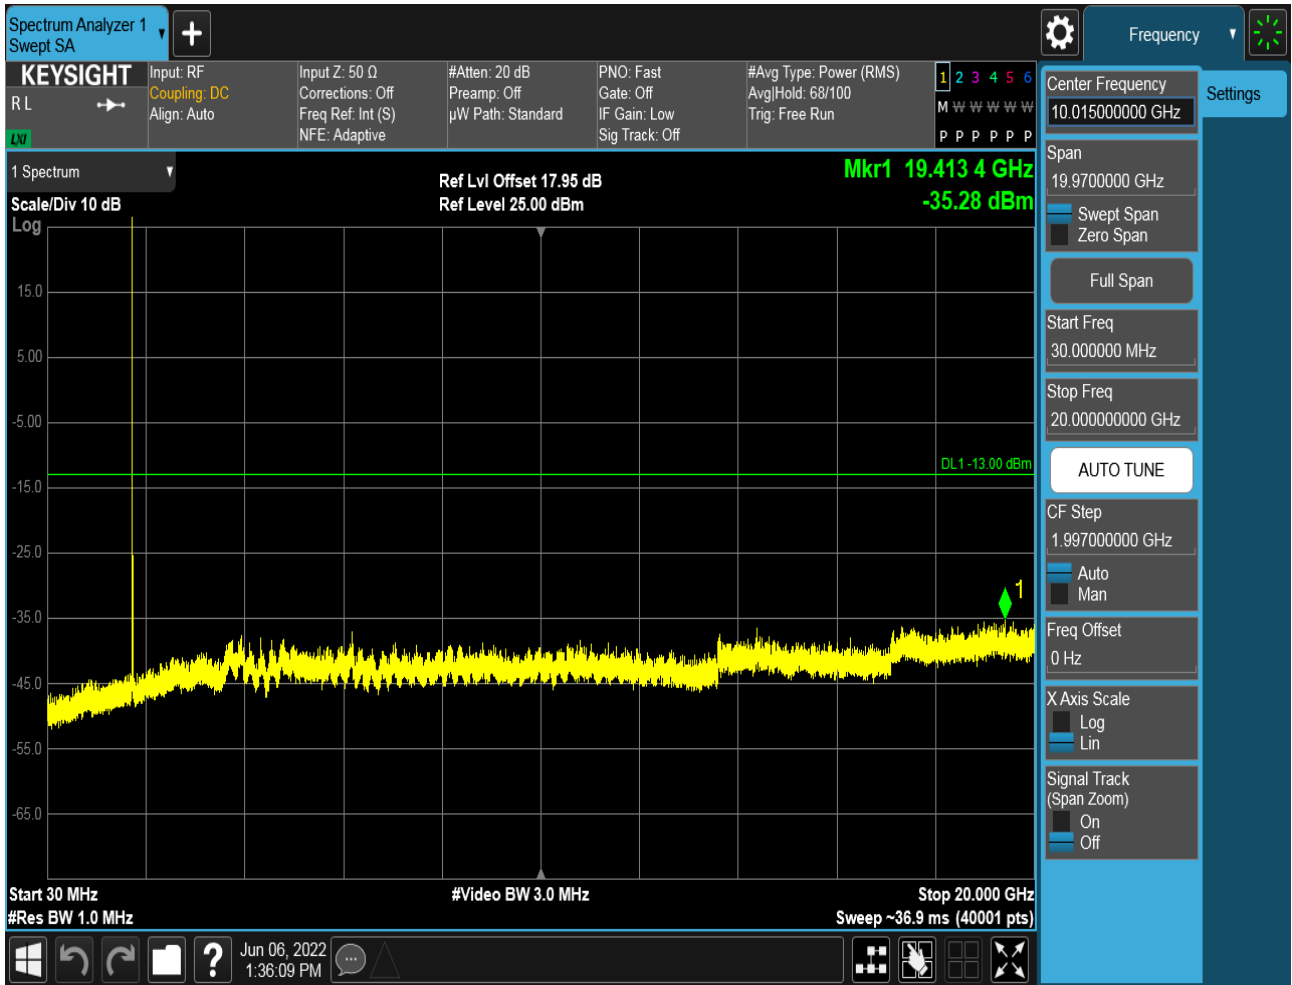 Spectrum Analyzer 1
Swept SA
Frequency
KEYSIGHT
R L
LXI
Input: RF
Coupling: DC
Align: Auto
Input Z: 50 Ω
Corrections: Off
Freq Ref: Int (S)
NFE: Adaptive
#Atten: 20 dB
Preamp: Off
µW Path: Standard
PNO: Fast
Gate: Off
IF Gain: Low
Sig Track: Off
#Avg Type: Power (RMS)
Avg|Hold: 68/100
Trig: Free Run
1 2 3 4 5 6
M W W W W W
P P P P P P
1 Spectrum
Scale/Div 10 dB
Log
Ref Lvl Offset 17.95 dB
Ref Level 25.00 dBm
Mkr1 19.413 4 GHz
-35.28 dBm
15.0
5.00
-5.00
-15.0
-25.0
-35.0
-45.0
-55.0
-65.0
DL1 -13.00 dBm
1
Start 30 MHz
#Res BW 1.0 MHz
#Video BW 3.0 MHz
Stop 20.000 GHz
Sweep ~36.9 ms (40001 pts)
Jun 06, 2022
1:36:09 PM
Center Frequency
10.015000000 GHz
Settings
Span
19.9700000 GHz
Swept Span
Zero Span
Full Span
Start Freq
30.000000 MHz
Stop Freq
20.000000000 GHz
AUTO TUNE
CF Step
1.997000000 GHz
Auto
Man
Freq Offset
0 Hz
X Axis Scale
Log
Lin
Signal Track
(Span Zoom)
On
Off